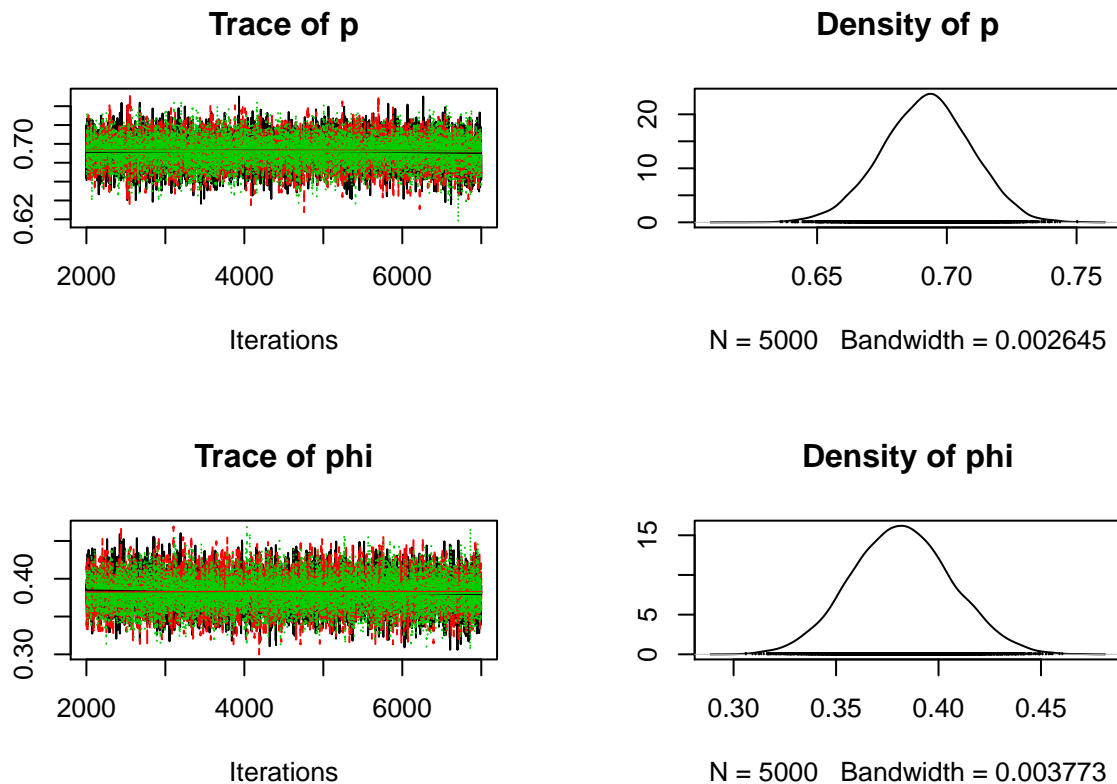 Trace of p
Density of p
0.62 0.70
2000 4000 6000
Iterations
0 10 20
0.65 0.70 0.75
N = 5000 Bandwidth = 0.002645
Trace of phi
Density of phi
0.30 0.40
2000 4000 6000
Iterations
0 5 15
0.30 0.35 0.40 0.45
N = 5000 Bandwidth = 0.003773